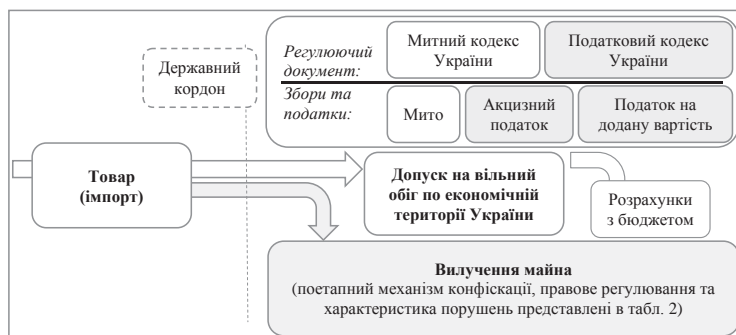 Державний
кордон
Регулюючий
документ:
Митний кодекс
України
Податковий кодекс
України
Збори та
податки:
Мито
Акцизний
податок
Податок на
додану вартість
Товар
(імпорт)
Допуск на вільний
обіг по економічній
території України
Розрахунки
з бюджетом
Вилучення майна
(поетапний механізм конфіскації, правове регулювання та
характеристика порушень представлені в табл. 2)